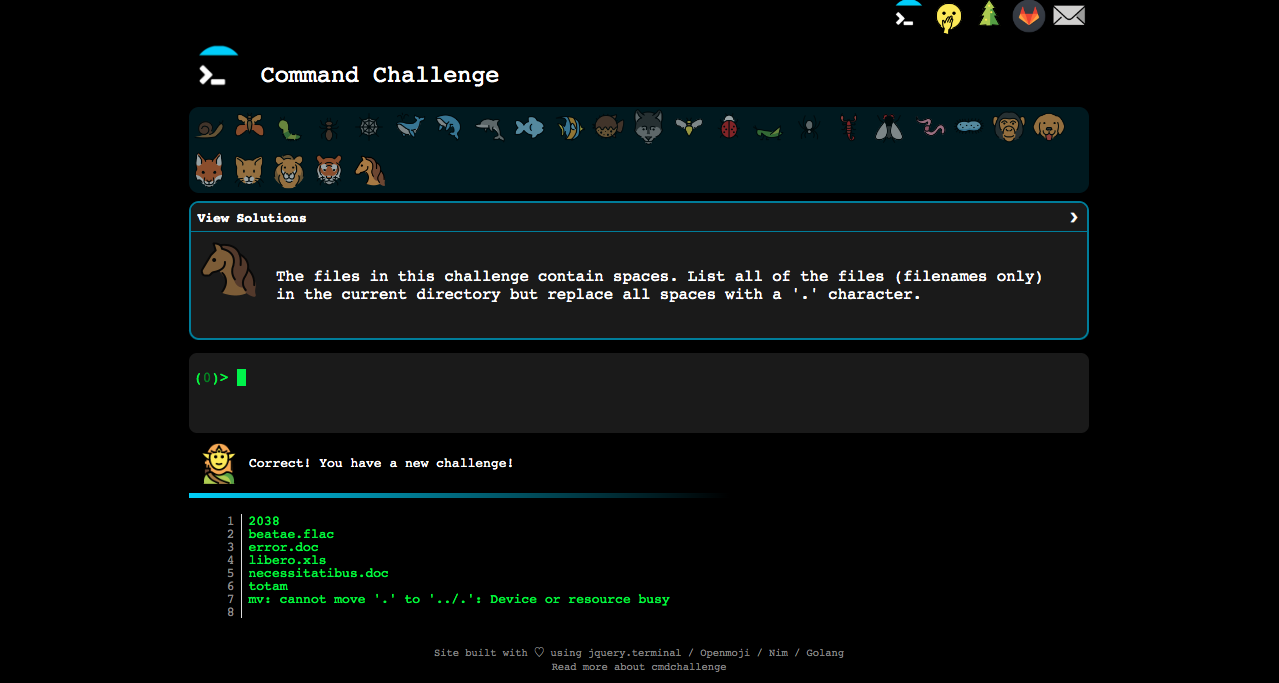 Command Challenge
View Solutions
The files in this challenge contain spaces. List all of the files (filenames only)
in the current directory but replace all spaces with a '.' character.
(0)>
Correct! You have a new challenge!
1 2038
2 beatae.flac
3 error.doc
4 libero.xls
5 necessitatibus.doc
6 totam
7 mv: cannot move '.' to '../.': Device or resource busy
8
Site built with ♡ using jquery.terminal / Openmoji / Nim / Golang
Read more about cmdchallenge